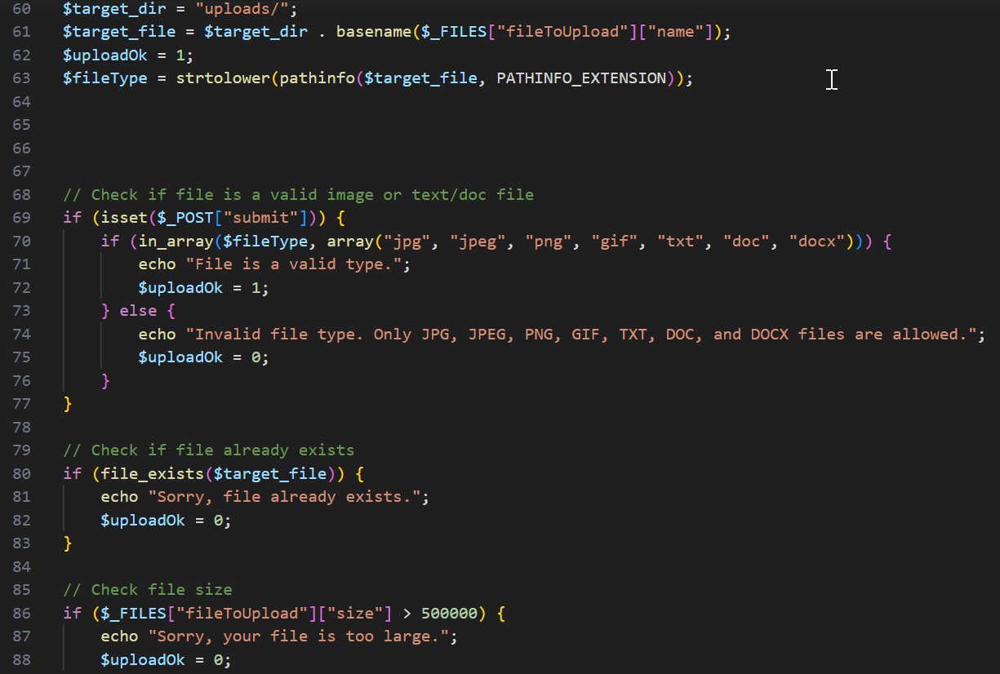 60 $target_dir = "uploads/";
61 $target_file = $target_dir . basename($_FILES["fileToUpload"]["name"]);
62 $uploadOk = 1;
63 $fileType = strtolower(pathinfo($target_file, PATHINFO_EXTENSION));
64
65
66
67
68 // Check if file is a valid image or text/doc file
69 if (isset($_POST["submit"])) {
70     if (in_array($fileType, array("jpg", "jpeg", "png", "gif", "txt", "doc", "docx"))) {
71         echo "File is a valid type.";
72         $uploadOk = 1;
73     } else {
74         echo "Invalid file type. Only JPG, JPEG, PNG, GIF, TXT, DOC, and DOCX files are allowed.";
75         $uploadOk = 0;
76     }
77 }
78
79 // Check if file already exists
80 if (file_exists($target_file)) {
81     echo "Sorry, file already exists.";
82     $uploadOk = 0;
83 }
84
85 // Check file size
86 if ($_FILES["fileToUpload"]["size"] > 500000) {
87     echo "Sorry, your file is too large.";
88     $uploadOk = 0;